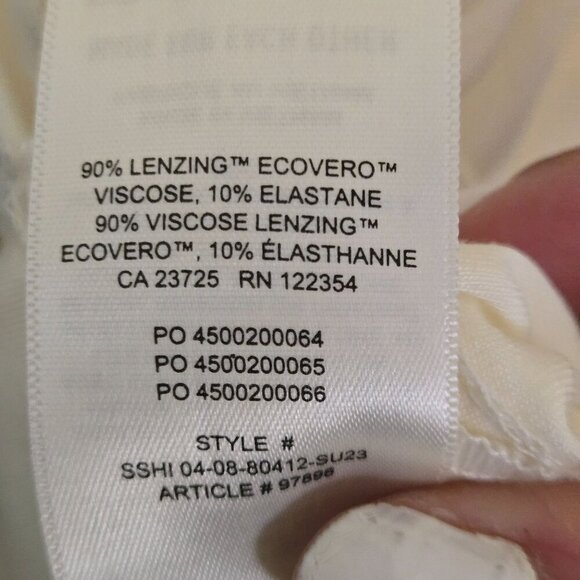 90% LENZING™ ECOVERO™
VISCOSE, 10% ELASTANE
90% VISCOSE LENZING™
ECOVERO™, 10% ÉLASTHANNE
CA 23725 RN 122354
PO 4500200064
PO 4500200065
PO 4500200066
STYLE #
SSHI 04-08-80412-SU23
ARTICLE # 97898